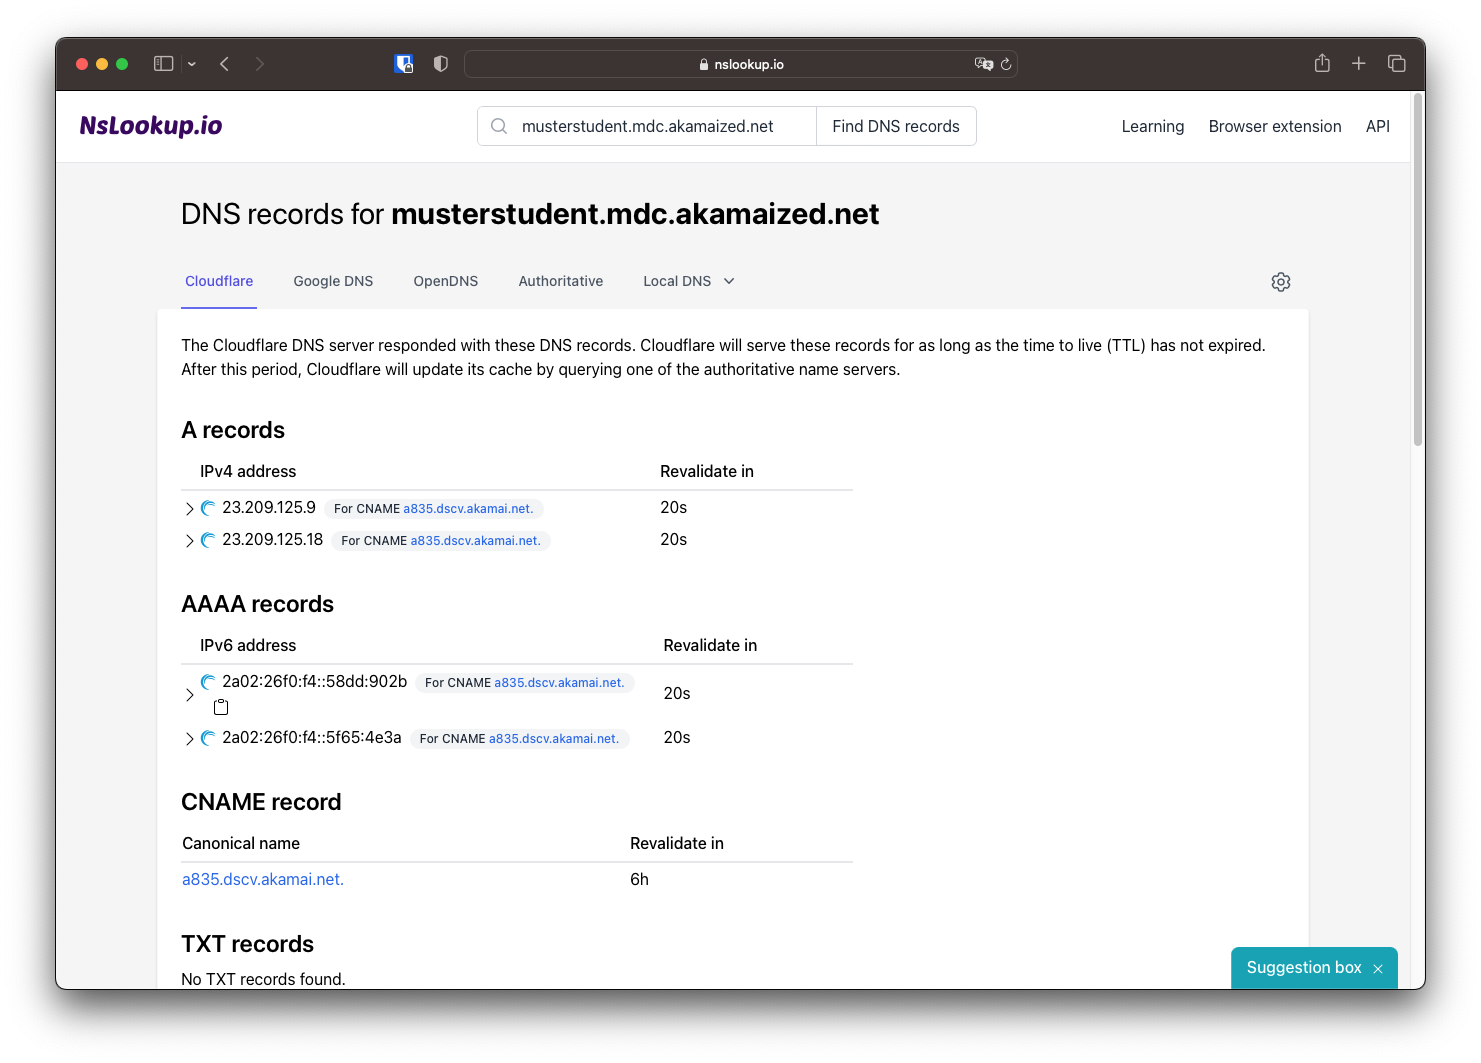 nslookup.io
NsLookup.io
musterstudent.mdc.akamaized.net
Find DNS records
Learning
Browser extension
API
DNS records for musterstudent.mdc.akamaized.net
Cloudflare
Google DNS
OpenDNS
Authoritative
Local DNS
The Cloudflare DNS server responded with these DNS records. Cloudflare will serve these records for as long as the time to live (TTL) has not expired.
After this period, Cloudflare will update its cache by querying one of the authoritative name servers.
A records
IPv4 address Revalidate in
23.209.125.9 For CNAME a835.dscv.akamai.net. 20s
23.209.125.18 For CNAME a835.dscv.akamai.net. 20s
AAAA records
IPv6 address Revalidate in
2a02:26f0:f4::58dd:902b For CNAME a835.dscv.akamai.net. 20s
2a02:26f0:f4::5f65:4e3a For CNAME a835.dscv.akamai.net. 20s
CNAME record
Canonical name Revalidate in
a835.dscv.akamai.net. 6h
TXT records
No TXT records found.
Suggestion box ×